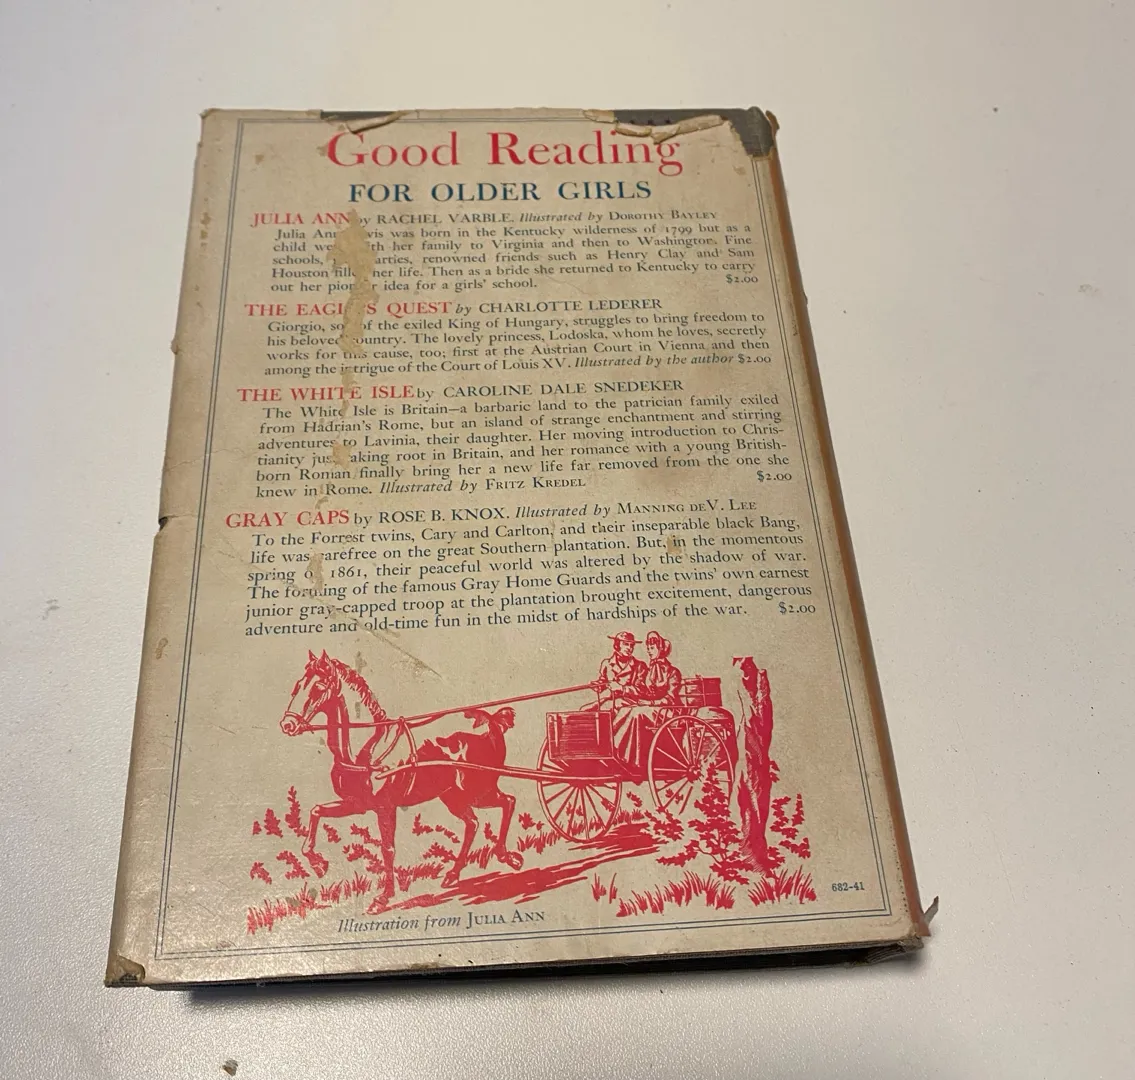 Good Reading
FOR OLDER GIRLS
JULIA ANN by RACHEL VARBLE. Illustrated by DOROTHY BAYLEY
Julia Ann vis was born in the Kentucky wilderness of 1799 but as a
child we th her family to Virginia and then to Washington. Fine
schools, arties, renowned friends such as Henry Clay and Sam
Houston fill her life. Then as a bride she returned to Kentucky to carry
out her pioneer idea for a girls' school. $2.00
THE EAGLE'S QUEST by CHARLOTTE LEDERER
Giorgio, so of the exiled King of Hungary, struggles to bring freedom to
his beloved country. The lovely princess, Lodoska, whom he loves, secretly
works for this cause, too; first at the Austrian Court in Vienna and then
among the intrigue of the Court of Louis XV. Illustrated by the author $2.00
THE WHITE ISLE by CAROLINE DALE SNEDEKER
The White Isle is Britain—a barbaric land to the patrician family exiled
from Hadrian's Rome, but an island of strange enchantment and stirring
adventures to Lavinia, their daughter. Her moving introduction to Chris-
tianity just taking root in Britain, and her romance with a young British-
born Roman finally bring her a new life far removed from the one she
knew in Rome. Illustrated by FRITZ KREDEL $2.00
GRAY CAPS by ROSE B. KNOX. Illustrated by MANNING DEV. LEE
To the Forrest twins, Cary and Carlton, and their inseparable black Bang,
life was carefree on the great Southern plantation. But, in the momentous
spring of 1861, their peaceful world was altered by the shadow of war.
The forming of the famous Gray Home Guards and the twins' own earnest
junior gray-capped troop at the plantation brought excitement, dangerous
adventure and old-time fun in the midst of hardships of the war. $2.00
682-41
Illustration from JULIA ANN